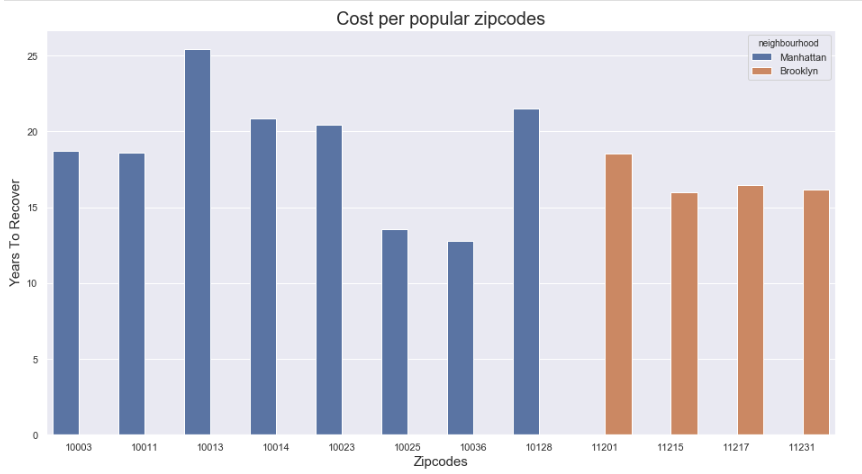 Cost per popular zipcodes
neighbourhood
Manhattan
Brooklyn
Years To Recover
25
20
15
10
5
0
10003 10011 10013 10014 10023 10025 10036 10128 11201 11215 11217 11231
Zipcodes